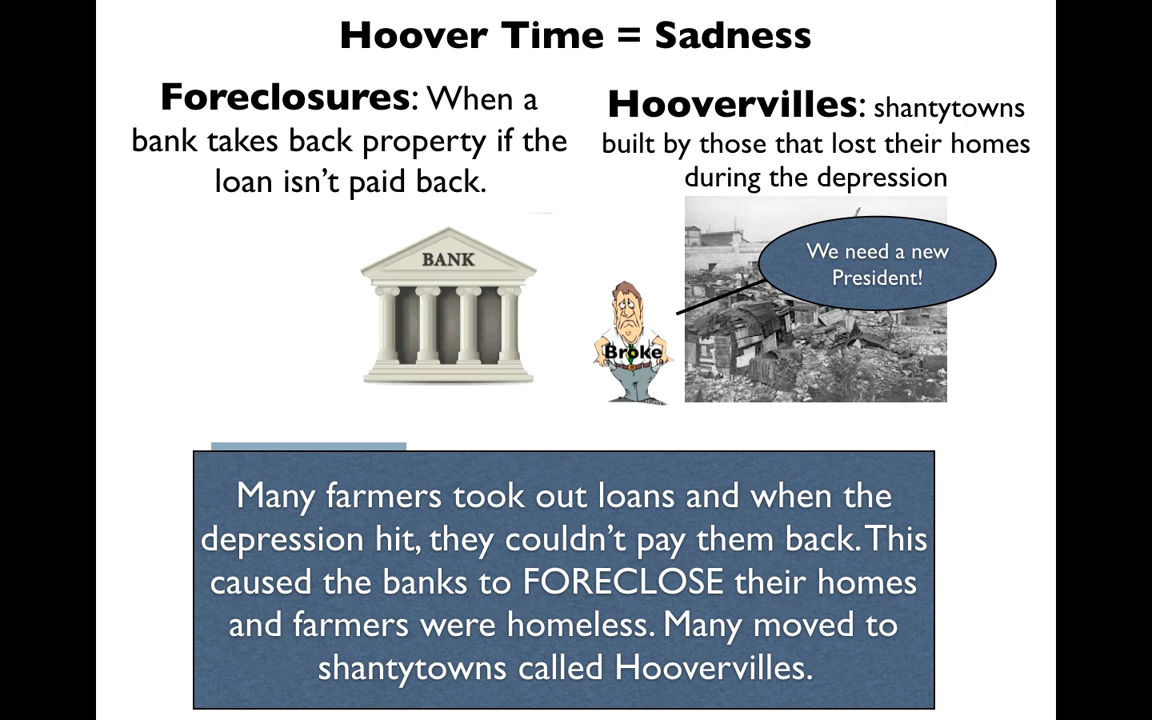 Hoover Time = Sadness
Foreclosures: When a
bank takes back property if the
loan isn't paid back.
Hoovervilles: shantytowns
built by those that lost their homes
during the depression
BANK
We need a new
President!
Broke
Many farmers took out loans and when the
depression hit, they couldn't pay them back. This
caused the banks to FORECLOSE their homes
and farmers were homeless. Many moved to
shantytowns called Hoovervilles.